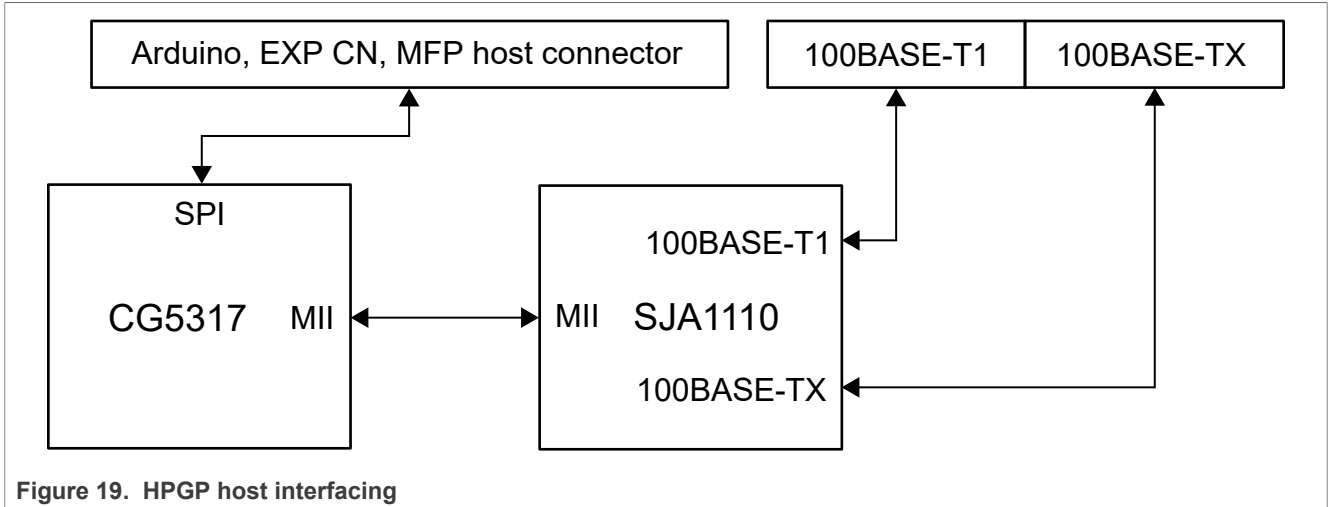 Arduino, EXP CN, MFP host connector
100BASE-T1
100BASE-TX
SPI
CG5317
MII
100BASE-T1
MII
SJA1110
100BASE-TX
Figure 19. HPGP host interfacing